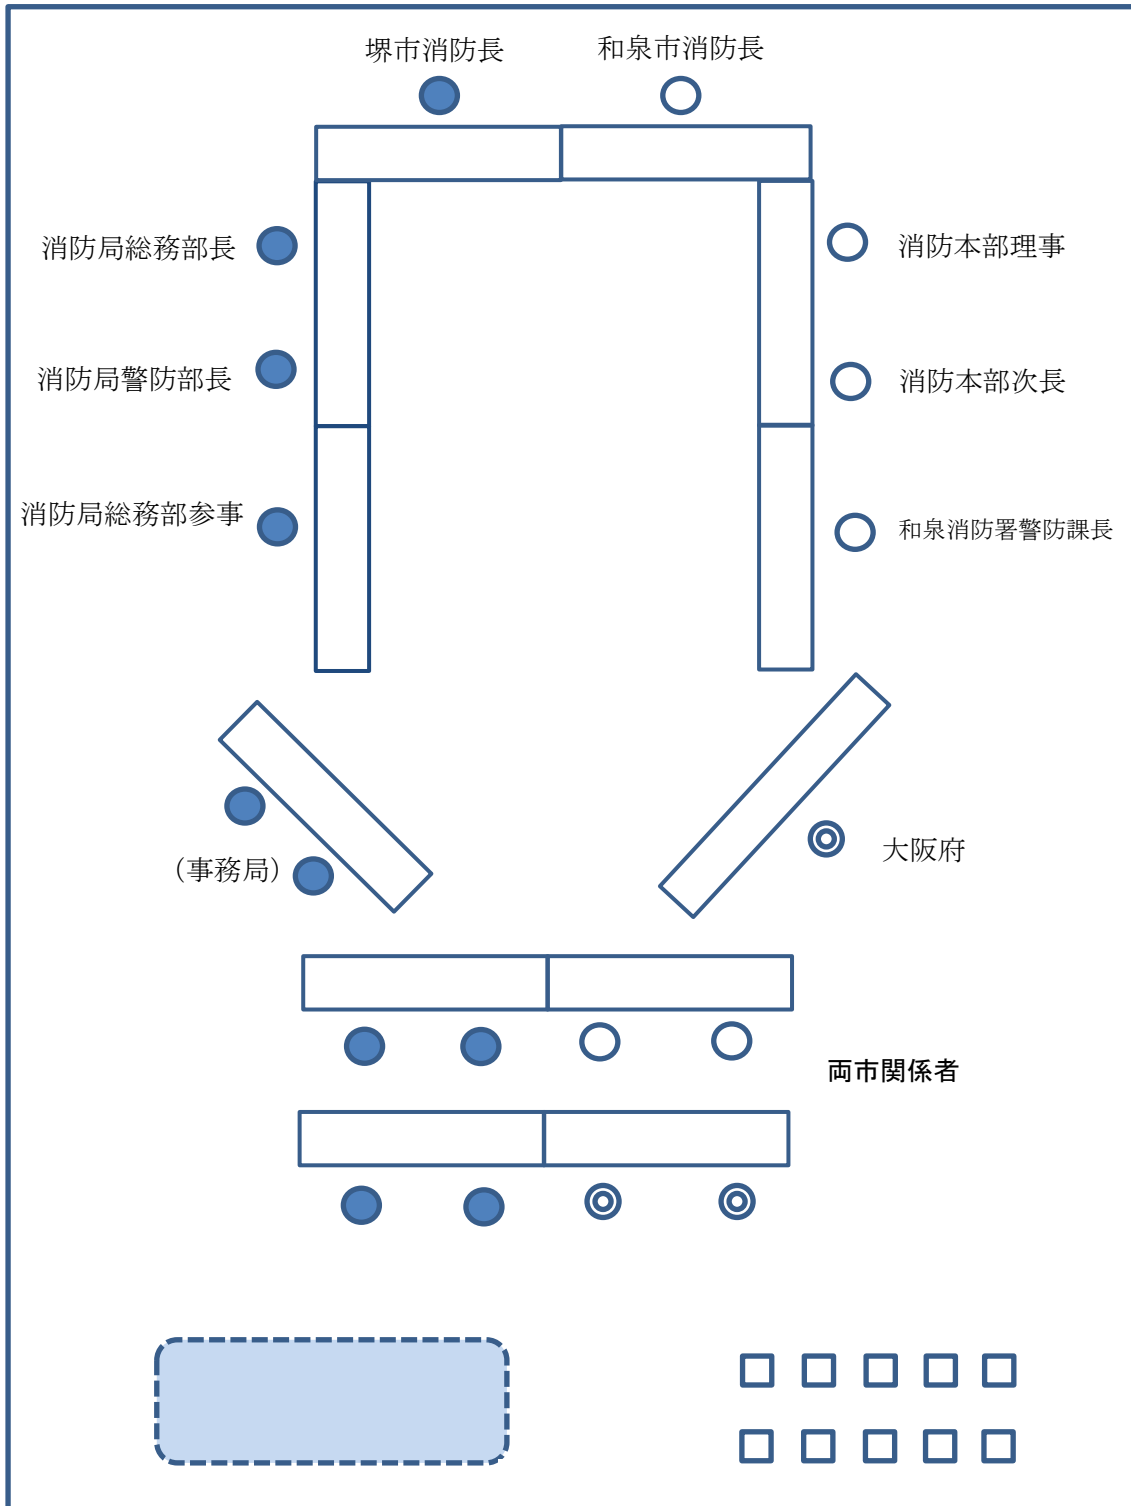 堺市消防長
和泉市消防長
消防局総務部長
消防本部理事
消防局警防部長
消防本部次長
消防局総務部参事
和泉消防署警防課長
（事務局）
大阪府
両市関係者